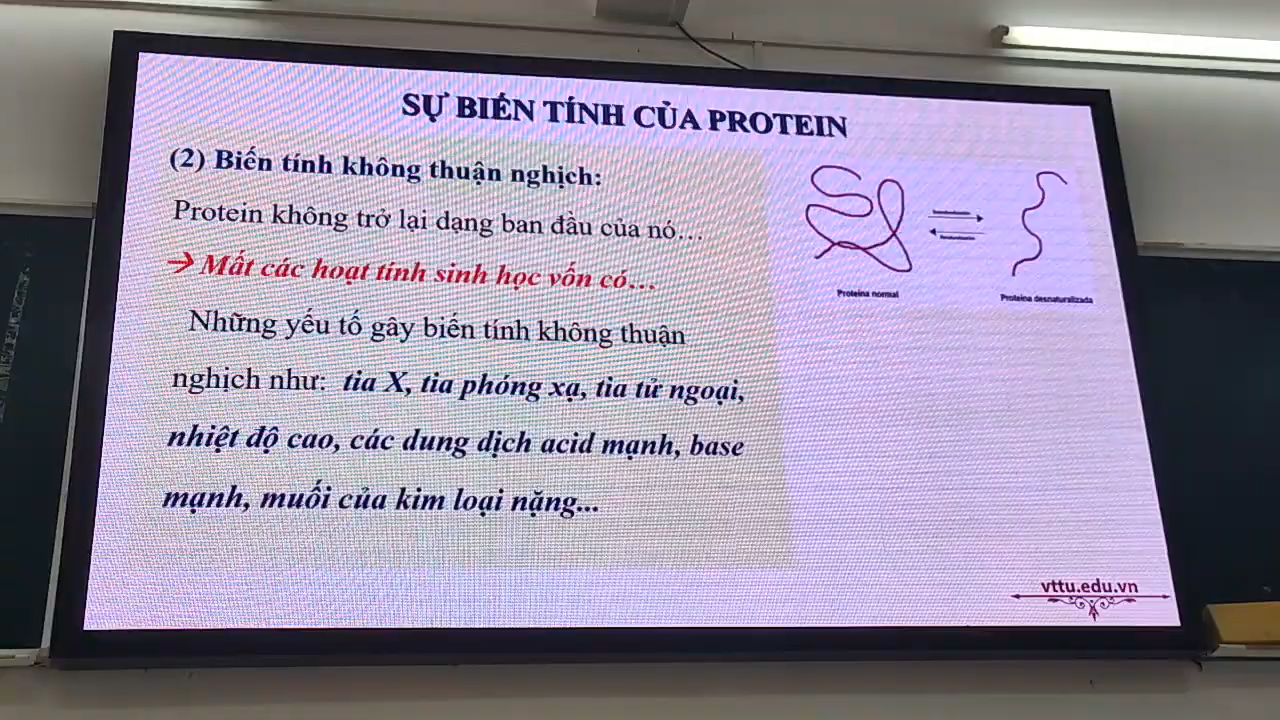 SỰ BIẾN TÍNH CỦA PROTEIN
(2) Biến tính không thuận nghịch:
Protein không trở lại dạng ban đầu của nó…
→ Mất các hoạt tính sinh học vốn có…
Những yếu tố gây biến tính không thuận
nghịch như: tia X, tia phóng xạ, tia tử ngoại,
nhiệt độ cao, các dung dịch acid mạnh, base
mạnh, muối của kim loại nặng...
Proteína normal
Proteína desnaturalizada
vttu.edu.vn